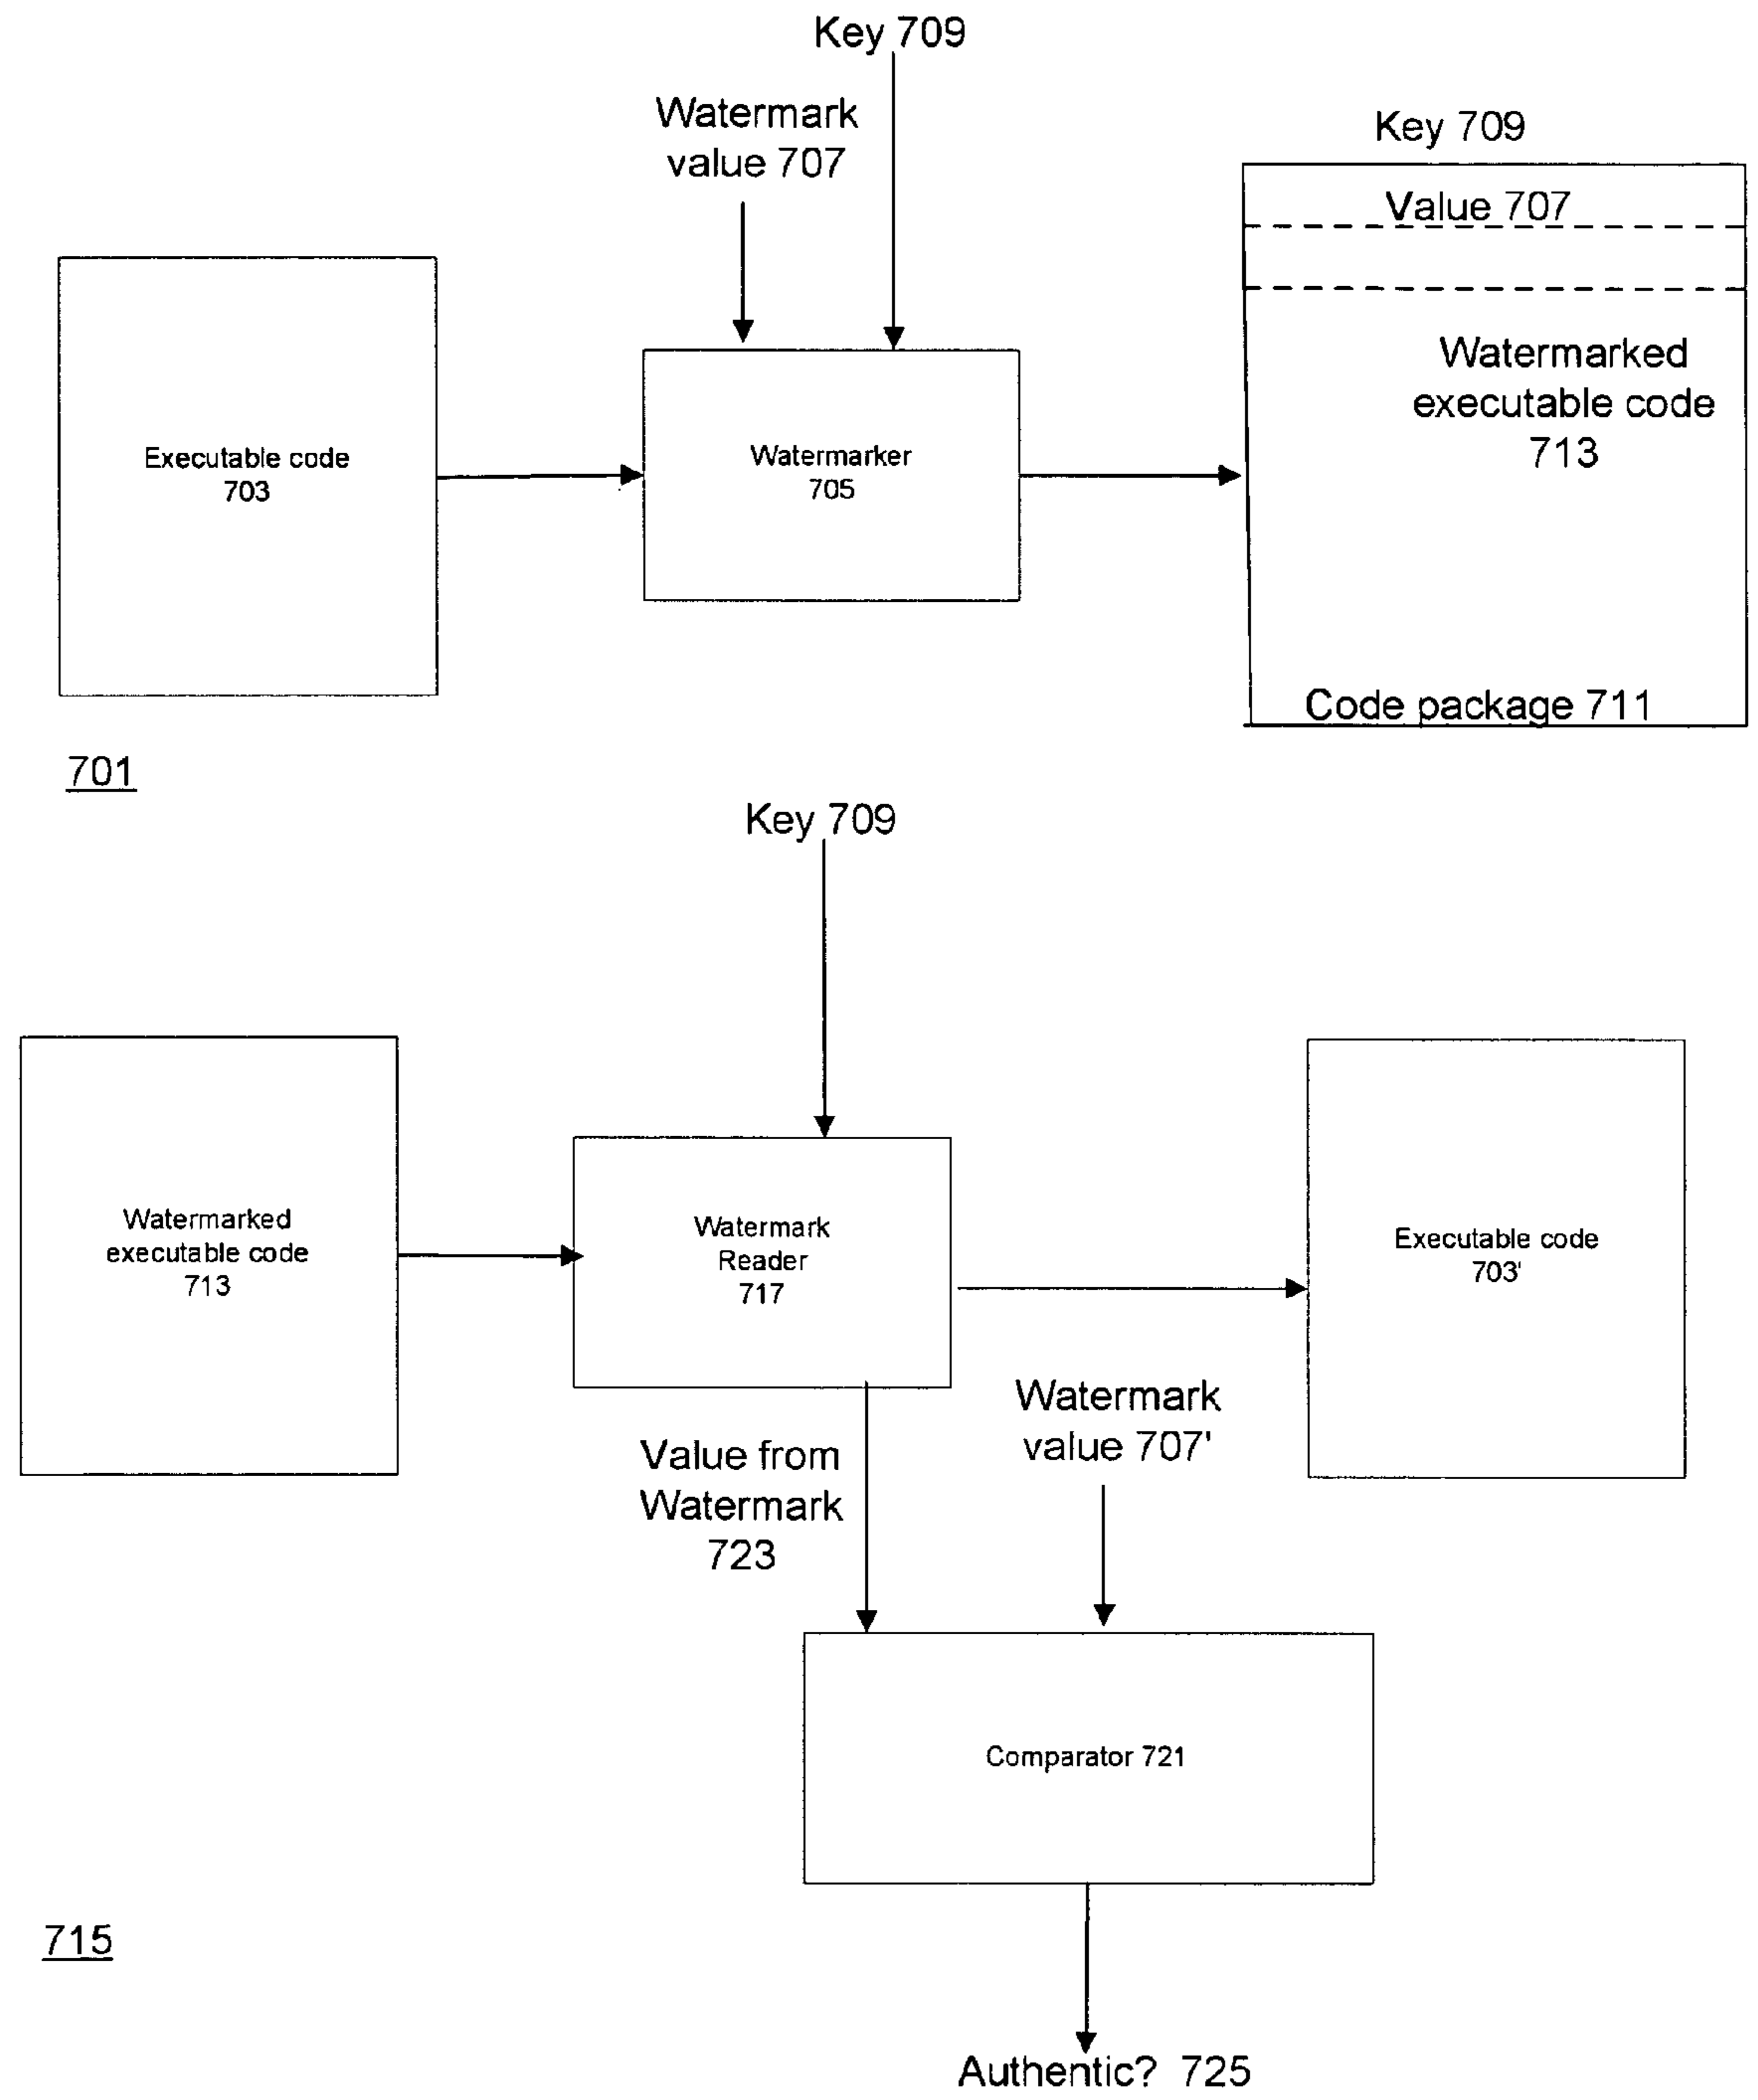 Key 709
Watermark
value 707
Key 709
Value 707
Watermarked
executable code
713
Executable code
703
Watermarker
705
Code package 711
701
Key 709
Watermarked
executable code
713
Watermark
Reader
717
Executable code
703'
Watermark
value 707'
Value from
Watermark
723
Comparator 721
715
Authentic? 725